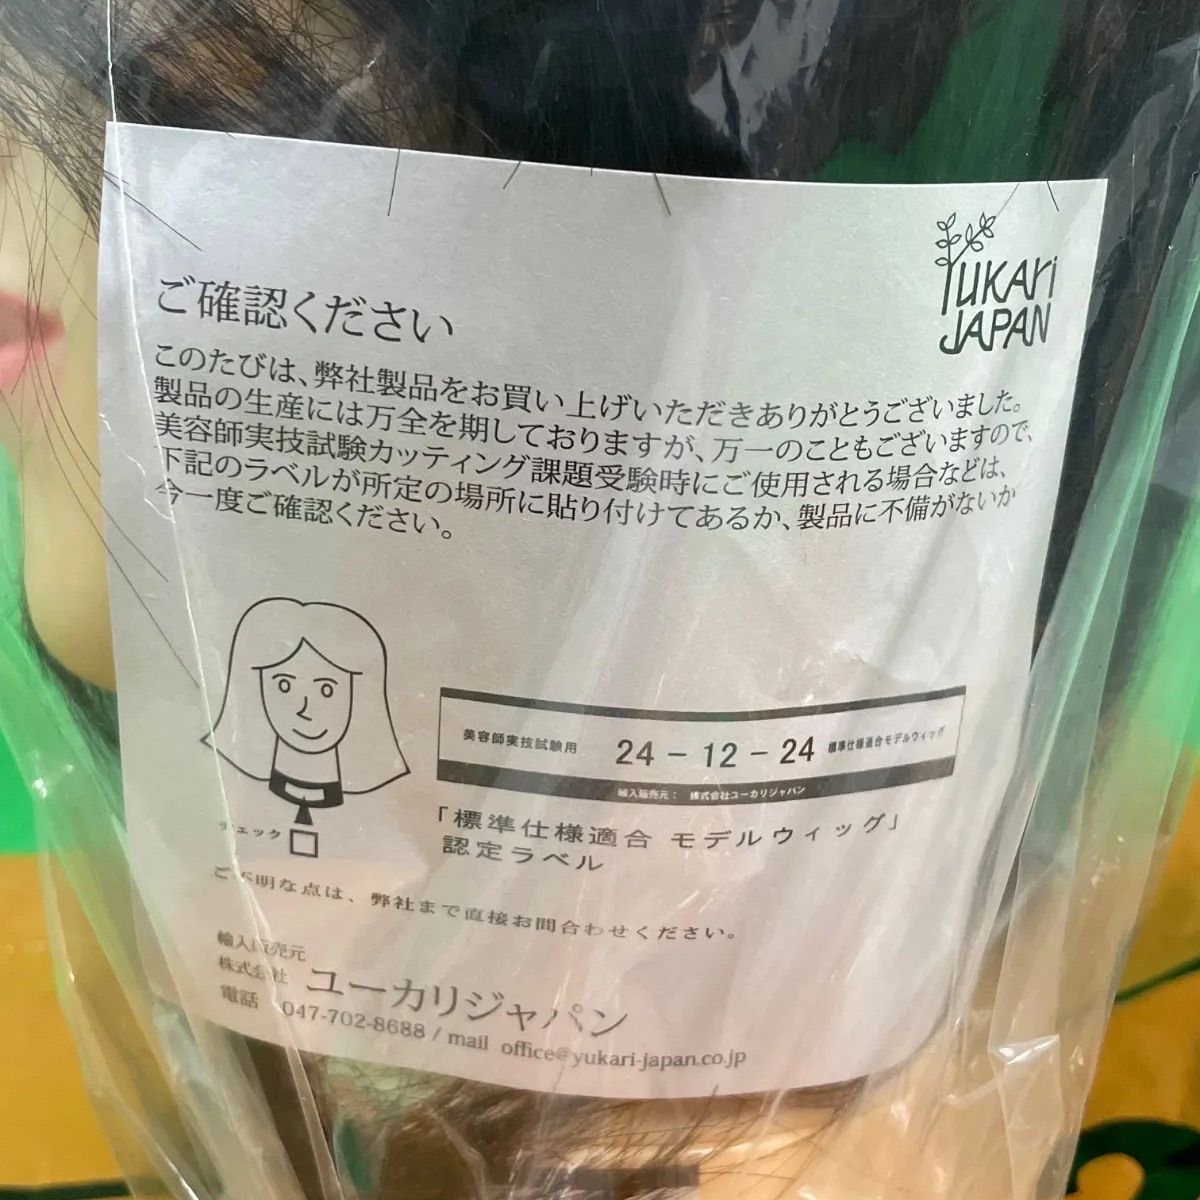 YUKARI
JAPAN
ご確認ください
このたびは、弊社製品をお買い上げいただきありがとうございました。
製品の生産には万全を期しておりますが、万一のこともございますので、
美容師実技試験カッティング課題受験時にご使用される場合などは、
下記のラベルが所定の場所に貼り付けてあるか、製品に不備がないか
今一度ご確認ください。
美容師実技試験用 24－12－24 標準仕様適合モデルウィッグ
輸入販売元： 株式会社ユーカリジャパン
チェック
「標準仕様適合 モデルウィッグ」
認定ラベル
ご不明な点は、弊社まで直接お問合わせください。
輸入販売元
株式会社 ユーカリジャパン
電話 047-702-8688 / mail office@yukari-japan.co.jp